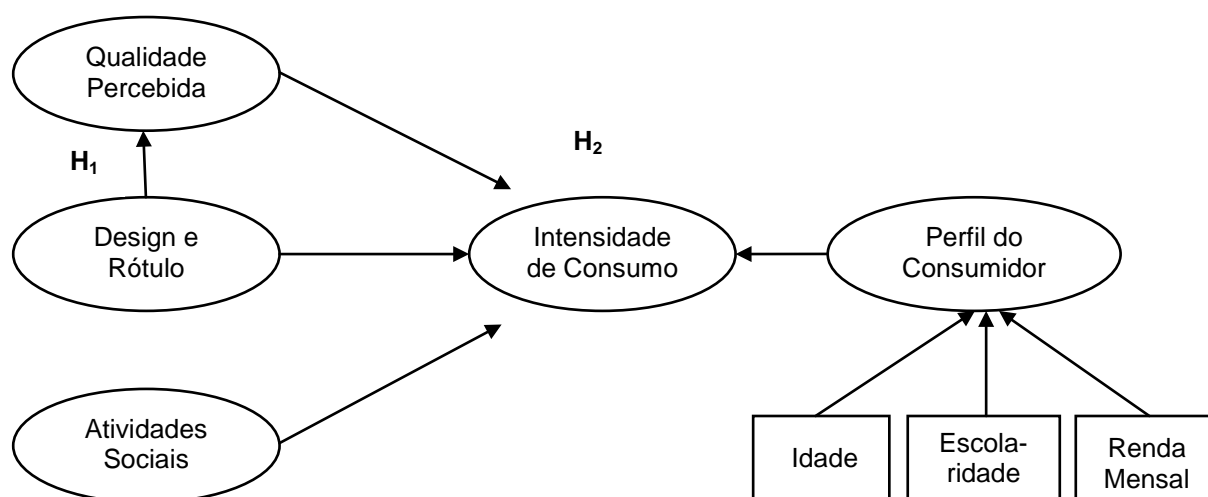 Qualidade
Percebida
H₁
H₂
Design e
Rótulo
Intensidade
de Consumo
Perfil do
Consumidor
Atividades
Sociais
Idade
Escola-
ridade
Renda
Mensal